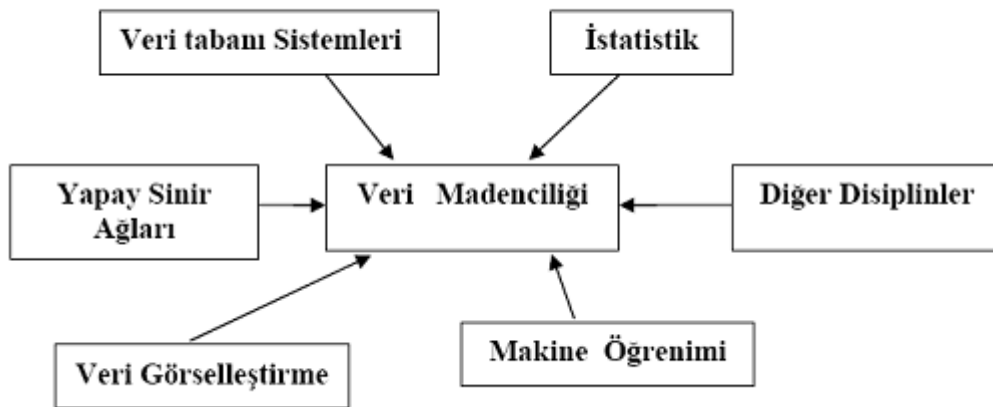 Veri tabanı Sistemleri
İstatistik
Yapay Sinir
Ağları
Veri Madenciliği
Diğer Disiplinler
Veri Görselleştirme
Makine Öğrenimi